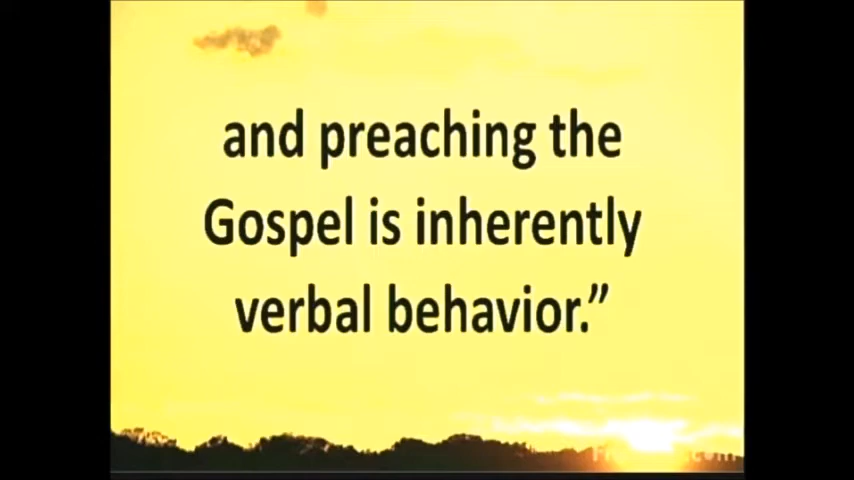 and preaching the
Gospel is inherently
verbal behavior.”